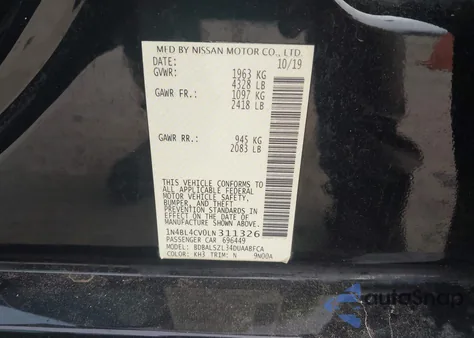 MFD BY NISSAN MOTOR CO., LTD.
DATE: 10/19
GVWR: 1963 KG
4328 LB
GAWR FR.: 1097 KG
2418 LB
GAWR RR.: 945 KG
2083 LB
THIS VEHICLE CONFORMS TO
ALL APPLICABLE FEDERAL
MOTOR VEHICLE SAFETY,
BUMPER, AND THEFT
PREVENTION STANDARDS IN
EFFECT ON THE DATE OF
MANUFACTURE SHOWN
ABOVE.
1N4BL4CV0LN311326
PASSENGER CAR 696449
MODEL: BDBALSZL34DUAABFCA
COLOR: KH3 TRIM: N 9N00A
autosnap